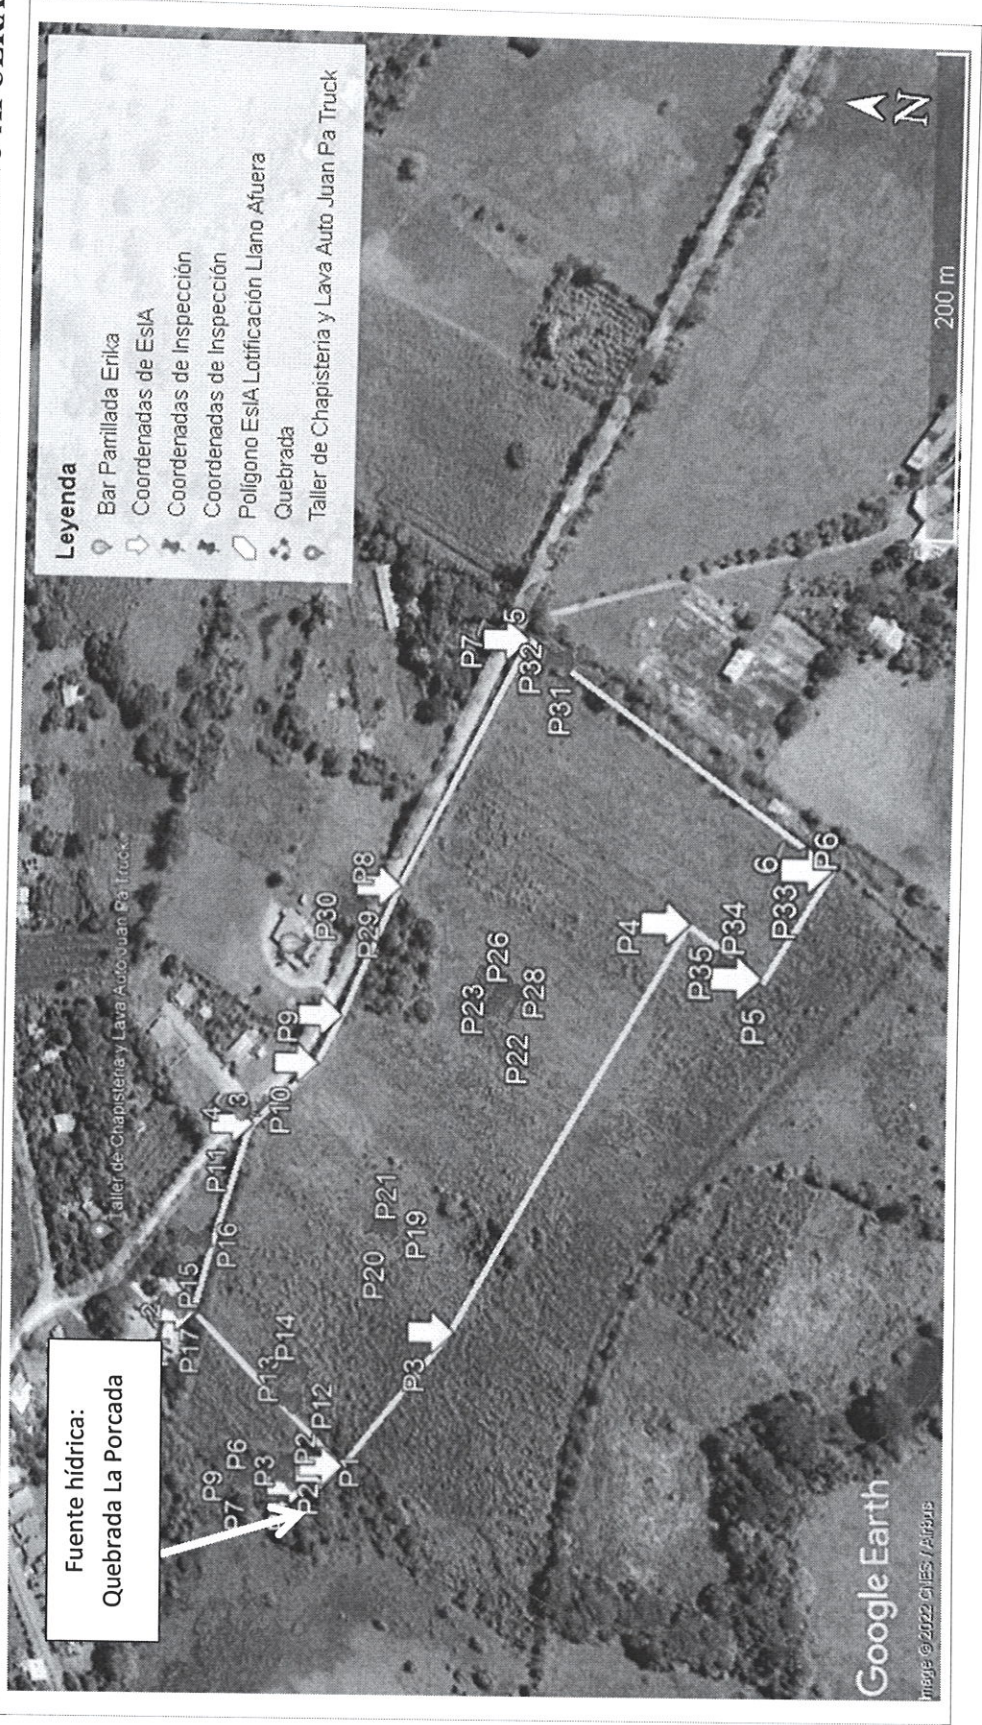 Leyenda
Bar Parrillada Erika
Coordenadas de EsIA
Coordenadas de Inspección
Coordenadas de Inspección
Polígono EsIA Lotificación Llano Afuera
Quebrada
Taller de Chapisteria y Lava Auto Juan Pa Truck
Fuente hídrica:
Quebrada La Porcada
Taller de Chapisteria y Lava Auto Juan Pa Truck
P17
2
P15
P16
P11
4
3
P10
P9
P30
P29
P8
P7
5
P32
P31
P9
P6
P7
P3
P2
P2
P1
P12
P13
P14
P20
P21
P19
P3
P23
P26
P22
P28
P4
P35
P34
P5
P33
6
P6
N
200 m
Google Earth
Image © 2022 CNES / Airbus